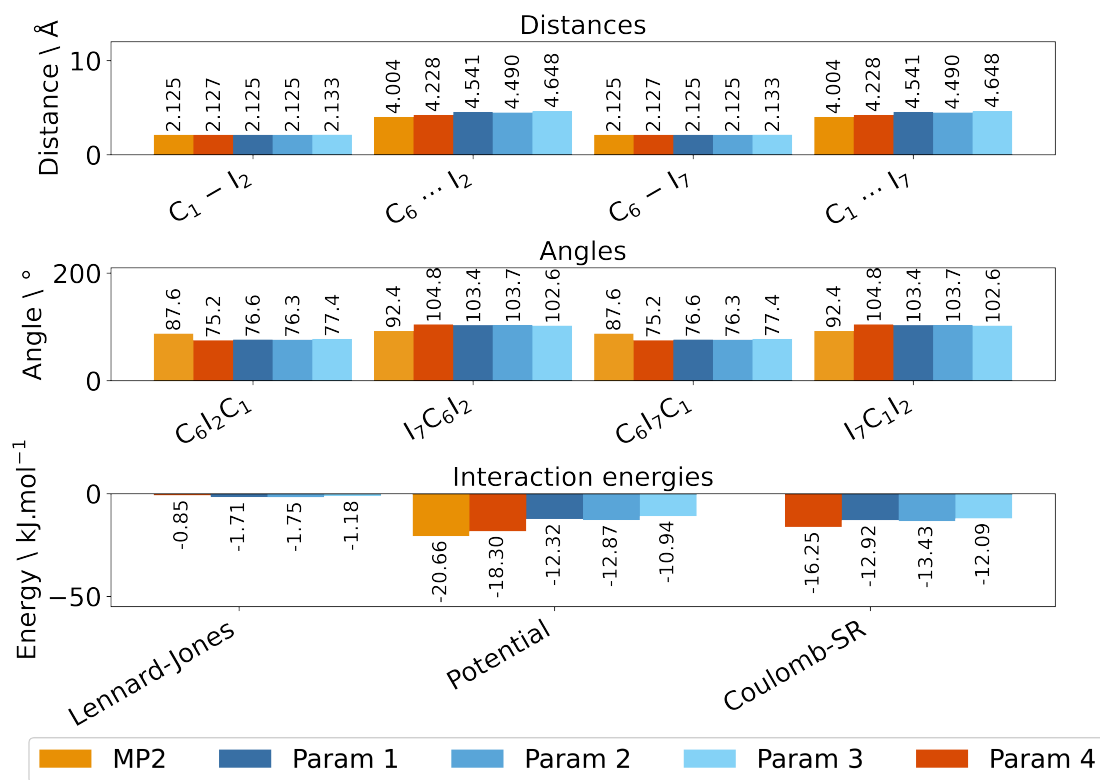 Distances
Distance \ Å
10
0
2.125 2.127 2.125 2.125 2.133 4.004 4.228 4.541 4.490 4.648 2.125 2.127 2.125 2.125 2.133 4.004 4.228 4.541 4.490 4.648
C₁ − I₂ C₆ ··· I₂ C₆ − I₇ C₁ ··· I₇
Angles
Angle \ °
200
0
87.6 75.2 76.6 76.3 77.4 92.4 104.8 103.4 103.7 102.6 87.6 75.2 76.6 76.3 77.4 92.4 104.8 103.4 103.7 102.6
C₆I₂C₁ I₇C₆I₂ C₆I₇C₁ I₇C₁I₂
Interaction energies
Energy \ kJ.mol⁻¹
0
−50
-0.85 -1.71 -1.75 -1.18 -20.66 -18.30 -12.32 -12.87 -10.94 -16.25 -12.92 -13.43 -12.09
Lennard-Jones Potential Coulomb-SR
MP2 Param 1 Param 2 Param 3 Param 4